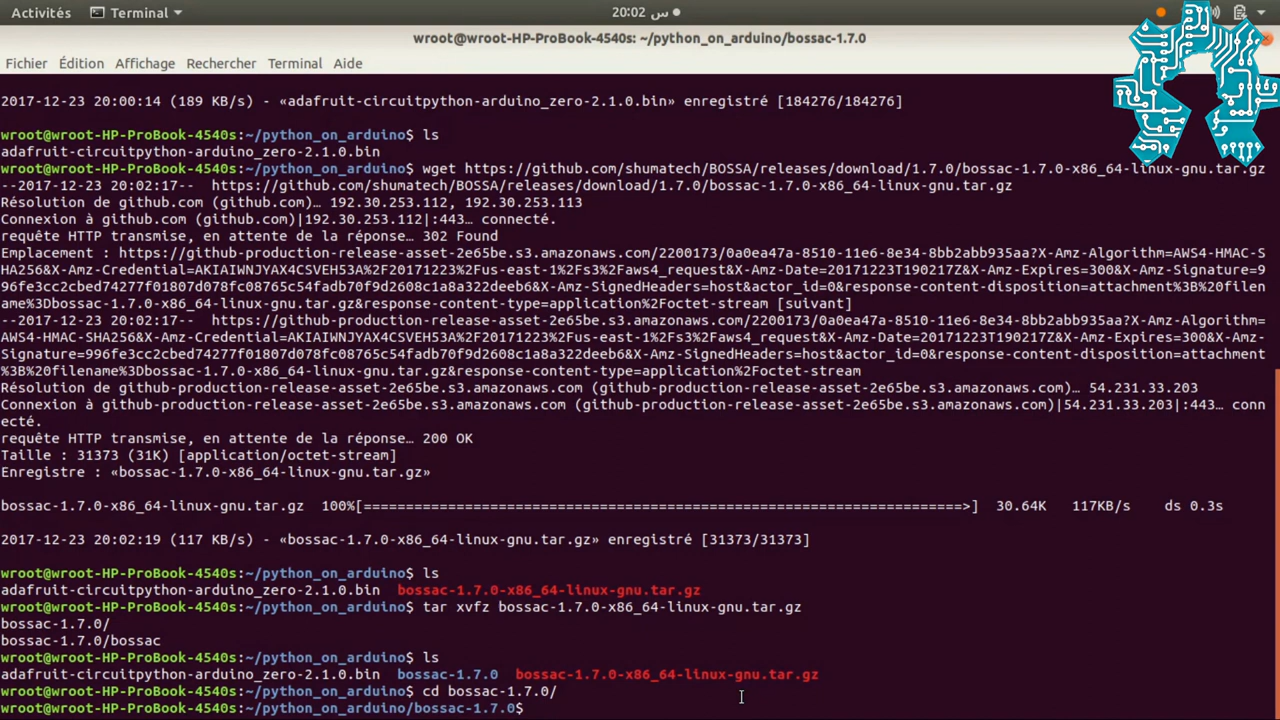 Activités Terminal ▾ 20:02 س ●
wroot@wroot-HP-ProBook-4540s: ~/python_on_arduino/bossac-1.7.0
Fichier Édition Affichage Rechercher Terminal Aide
2017-12-23 20:00:14 (189 KB/s) - «adafruit-circuitpython-arduino_zero-2.1.0.bin» enregistré [184276/184276]
wroot@wroot-HP-ProBook-4540s:~/python_on_arduino$ ls
adafruit-circuitpython-arduino_zero-2.1.0.bin
wroot@wroot-HP-ProBook-4540s:~/python_on_arduino$ wget https://github.com/shumatech/BOSSA/releases/download/1.7.0/bossac-1.7.0-x86_64-linux-gnu.tar.gz
--2017-12-23 20:02:17-- https://github.com/shumatech/BOSSA/releases/download/1.7.0/bossac-1.7.0-x86_64-linux-gnu.tar.gz
Résolution de github.com (github.com)… 192.30.253.112, 192.30.253.113
Connexion à github.com (github.com)|192.30.253.112|:443… connecté.
requête HTTP transmise, en attente de la réponse… 302 Found
Emplacement : https://github-production-release-asset-2e65be.s3.amazonaws.com/2200173/0a0ea47a-8510-11e6-8e34-8bb2abb935aa?X-Amz-Algorithm=AWS4-HMAC-S
HA256&X-Amz-Credential=AKIAIWNJYAX4CSVEH53A%2F20171223%2Fus-east-1%2Fs3%2Faws4_request&X-Amz-Date=20171223T190217Z&X-Amz-Expires=300&X-Amz-Signature=9
96fe3cc2cbed74277f01807d078fc08765c54fadb70f9d2608c1a8a322deeb6&X-Amz-SignedHeaders=host&actor_id=0&response-content-disposition=attachment%3B%20filen
ame%3Dbossac-1.7.0-x86_64-linux-gnu.tar.gz&response-content-type=application%2Foctet-stream [suivant]
--2017-12-23 20:02:17-- https://github-production-release-asset-2e65be.s3.amazonaws.com/2200173/0a0ea47a-8510-11e6-8e34-8bb2abb935aa?X-Amz-Algorithm=
AWS4-HMAC-SHA256&X-Amz-Credential=AKIAIWNJYAX4CSVEH53A%2F20171223%2Fus-east-1%2Fs3%2Faws4_request&X-Amz-Date=20171223T190217Z&X-Amz-Expires=300&X-Amz-
Signature=996fe3cc2cbed74277f01807d078fc08765c54fadb70f9d2608c1a8a322deeb6&X-Amz-SignedHeaders=host&actor_id=0&response-content-disposition=attachment
%3B%20filename%3Dbossac-1.7.0-x86_64-linux-gnu.tar.gz&response-content-type=application%2Foctet-stream
Résolution de github-production-release-asset-2e65be.s3.amazonaws.com (github-production-release-asset-2e65be.s3.amazonaws.com)… 54.231.33.203
Connexion à github-production-release-asset-2e65be.s3.amazonaws.com (github-production-release-asset-2e65be.s3.amazonaws.com)|54.231.33.203|:443… conn
ecté.
requête HTTP transmise, en attente de la réponse… 200 OK
Taille : 31373 (31K) [application/octet-stream]
Enregistre : «bossac-1.7.0-x86_64-linux-gnu.tar.gz»
bossac-1.7.0-x86_64-linux-gnu.tar.gz 100%[=======================================================================>] 30.64K 117KB/s ds 0.3s
2017-12-23 20:02:19 (117 KB/s) - «bossac-1.7.0-x86_64-linux-gnu.tar.gz» enregistré [31373/31373]
wroot@wroot-HP-ProBook-4540s:~/python_on_arduino$ ls
adafruit-circuitpython-arduino_zero-2.1.0.bin bossac-1.7.0-x86_64-linux-gnu.tar.gz
wroot@wroot-HP-ProBook-4540s:~/python_on_arduino$ tar xvfz bossac-1.7.0-x86_64-linux-gnu.tar.gz
bossac-1.7.0/
bossac-1.7.0/bossac
wroot@wroot-HP-ProBook-4540s:~/python_on_arduino$ ls
adafruit-circuitpython-arduino_zero-2.1.0.bin bossac-1.7.0 bossac-1.7.0-x86_64-linux-gnu.tar.gz
wroot@wroot-HP-ProBook-4540s:~/python_on_arduino$ cd bossac-1.7.0/
wroot@wroot-HP-ProBook-4540s:~/python_on_arduino/bossac-1.7.0$